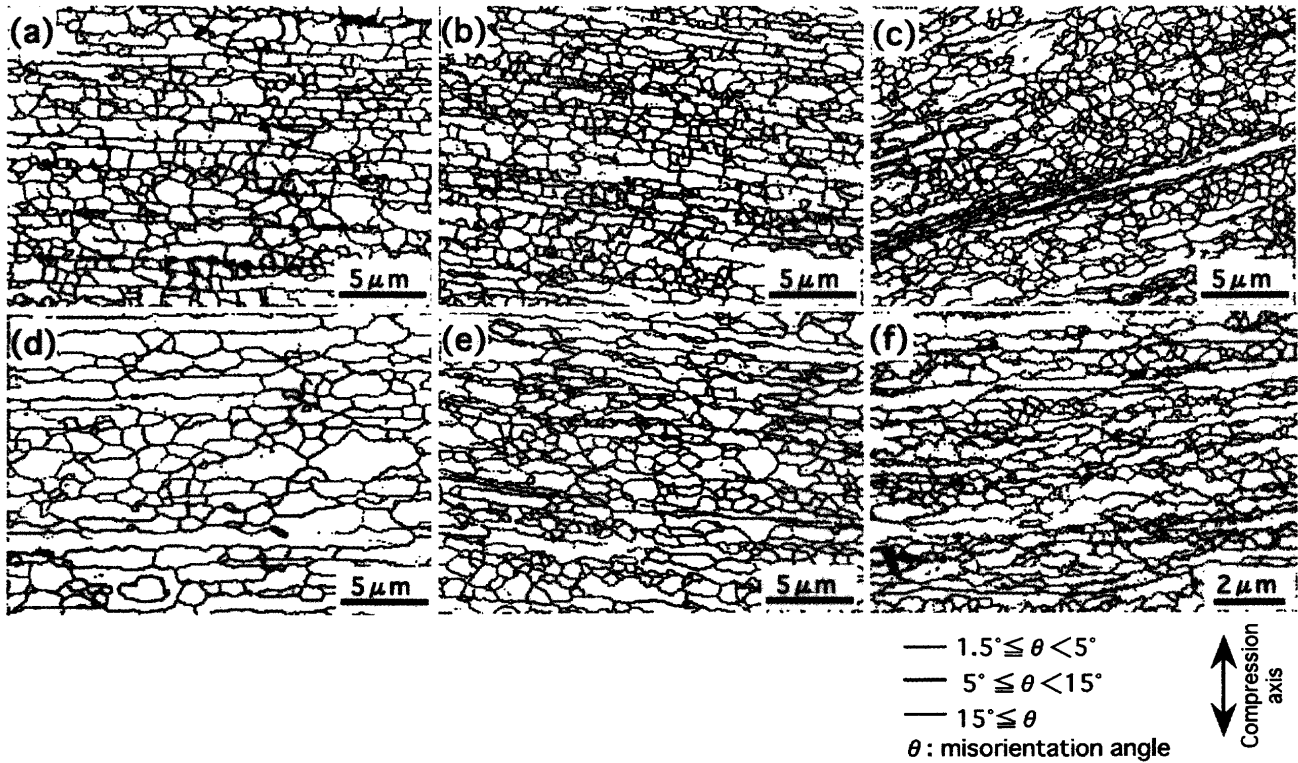 (a)
(b)
(c)
5μm
5μm
5μm
(d)
(e)
(f)
5μm
5μm
2μm
1.5°≦θ<5°
5°≦θ<15°
15°≦θ
θ: misorientation angle
Compression
axis